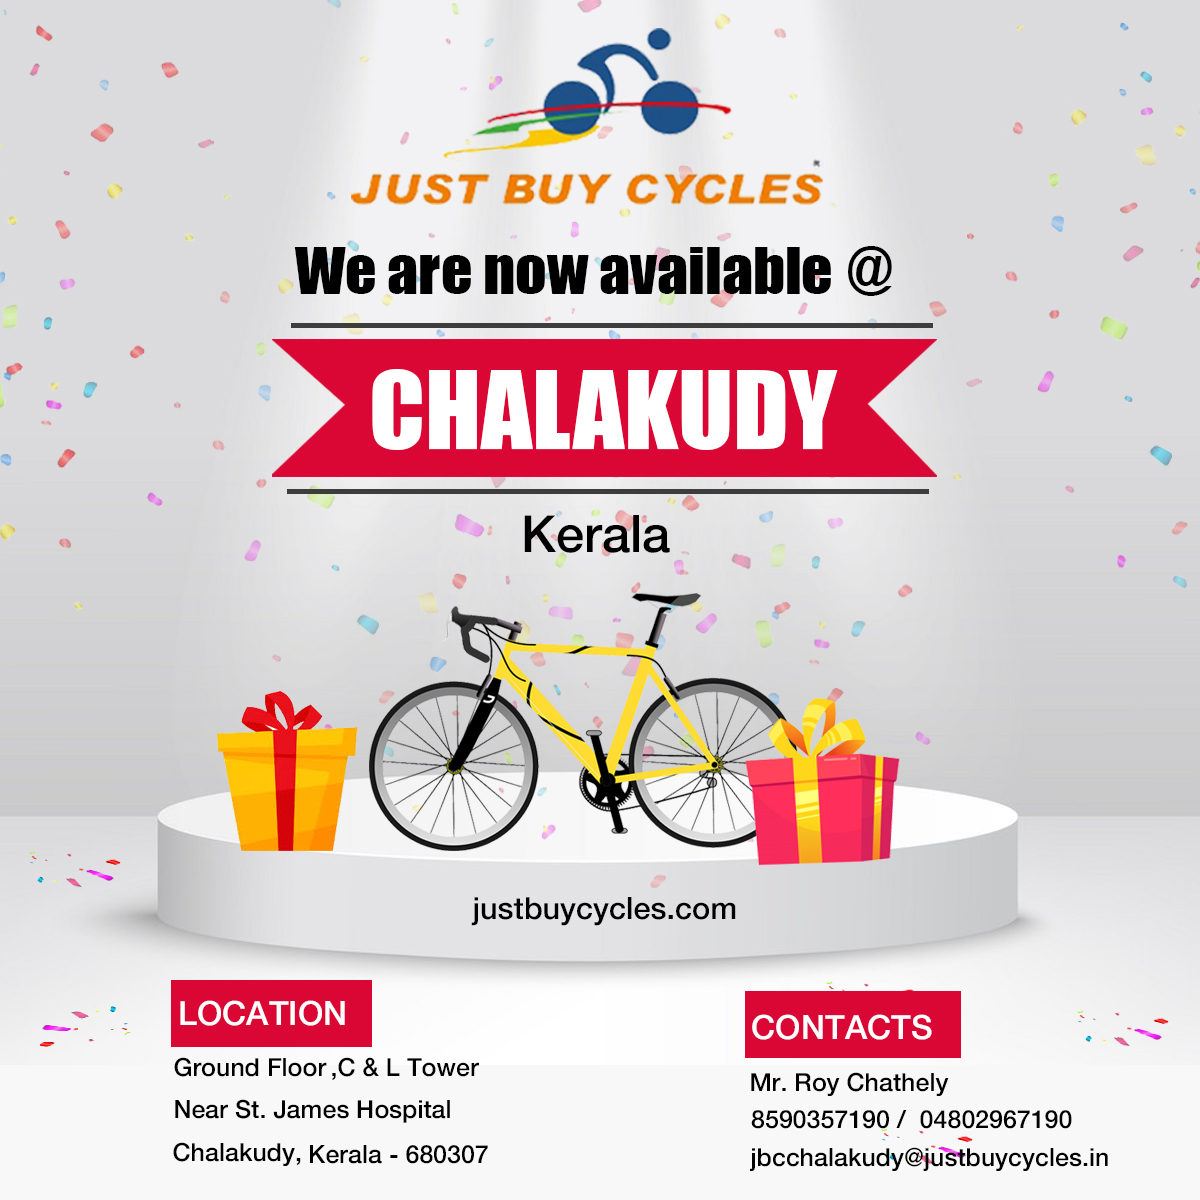 JUST BUY CYCLES
We are now available @
CHALAKUDY
Kerala
justbuycycles.com
LOCATION
Ground Floor ,C & L Tower
Near St. James Hospital
Chalakudy, Kerala - 680307
CONTACTS
Mr. Roy Chathely
8590357190 / 04802967190
jbcchalakudy@justbuycycles.in